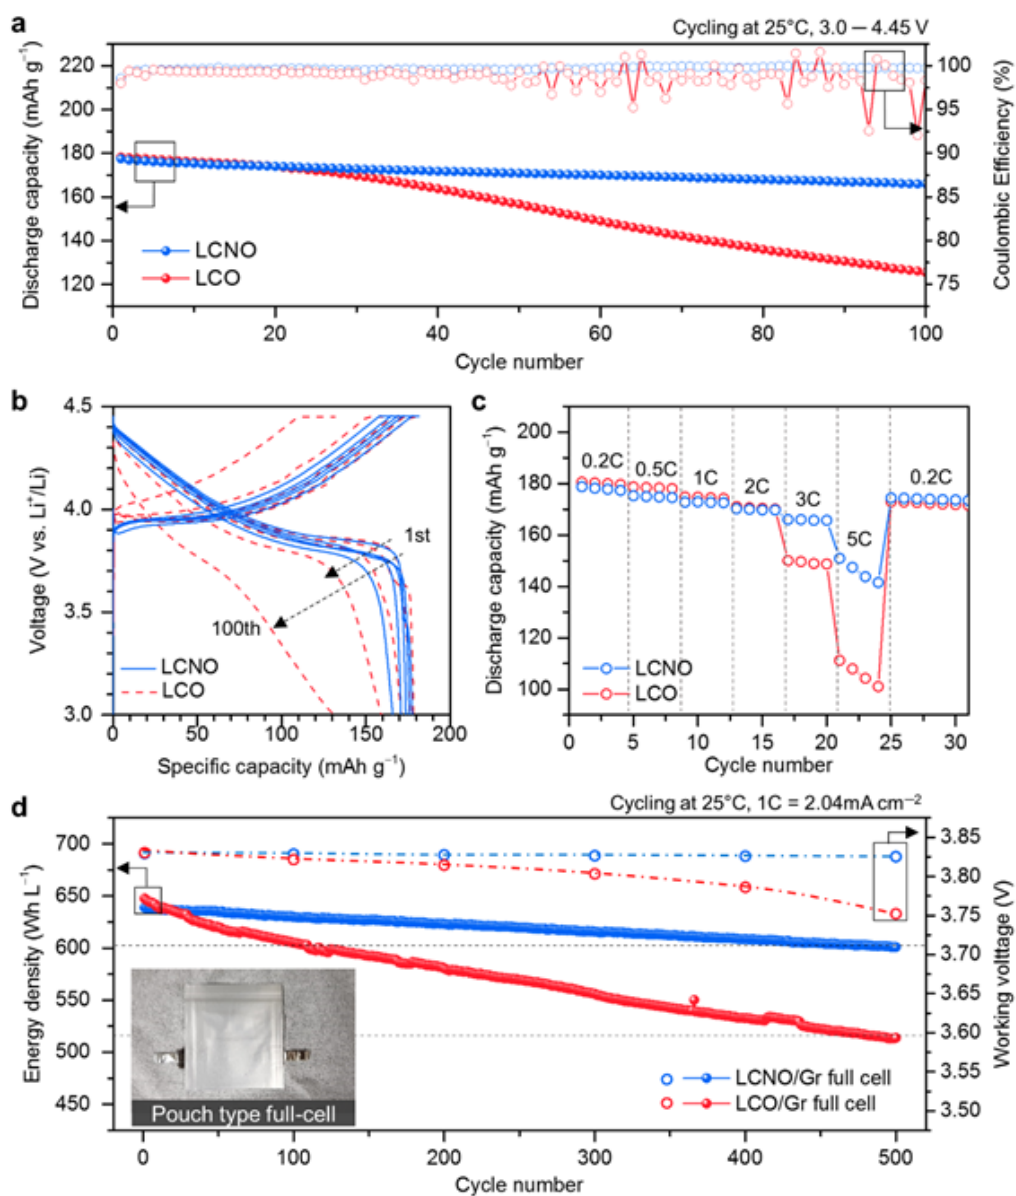 a
Cycling at 25°C, 3.0 — 4.45 V
Discharge capacity (mAh g⁻¹)
220
200
180
160
140
120
LCNO
LCO
100
95
90
85
80
75
Coulombic Efficiency (%)
0 20 40 60 80 100
Cycle number
b
Voltage (V vs. Li⁺/Li)
4.5
4.0
3.5
3.0
1st
100th
LCNO
LCO
0 50 100 150 200
Specific capacity (mAh g⁻¹)
c
Discharge capacity (mAh g⁻¹)
200
180
160
140
120
100
0.2C 0.5C 1C 2C 3C 5C 0.2C
LCNO
LCO
0 5 10 15 20 25 30
Cycle number
d
Cycling at 25°C, 1C = 2.04mA cm⁻²
Energy density (Wh L⁻¹)
700
650
600
550
500
450
Pouch type full-cell
LCNO/Gr full cell
LCO/Gr full cell
3.85
3.80
3.75
3.70
3.65
3.60
3.55
3.50
Working volttage (V)
0 100 200 300 400 500
Cycle number